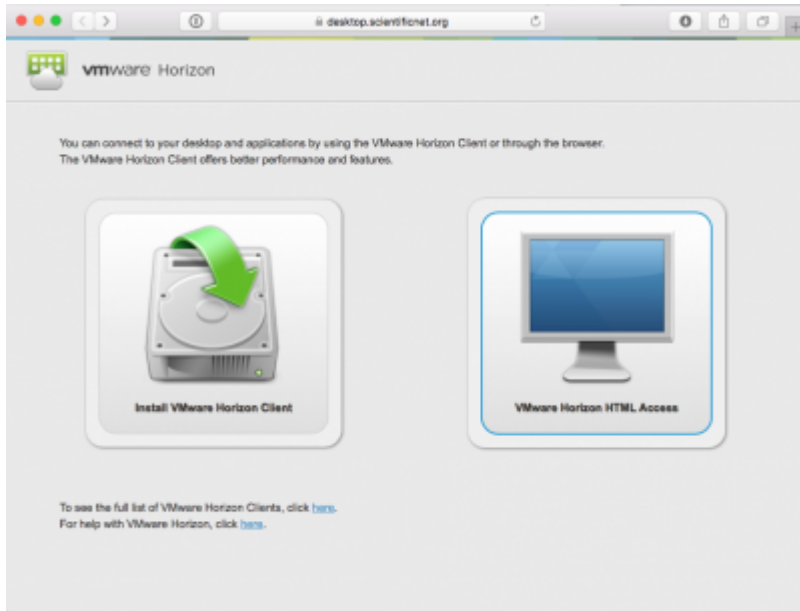 desktop.scientificnet.org
vmware Horizon
You can connect to your desktop and applications by using the VMware Horizon Client or through the browser.
The VMware Horizon Client offers better performance and features.
Install VMware Horizon Client
VMware Horizon HTML Access
To see the full list of VMware Horizon Clients, click here.
For help with VMware Horizon, click here.